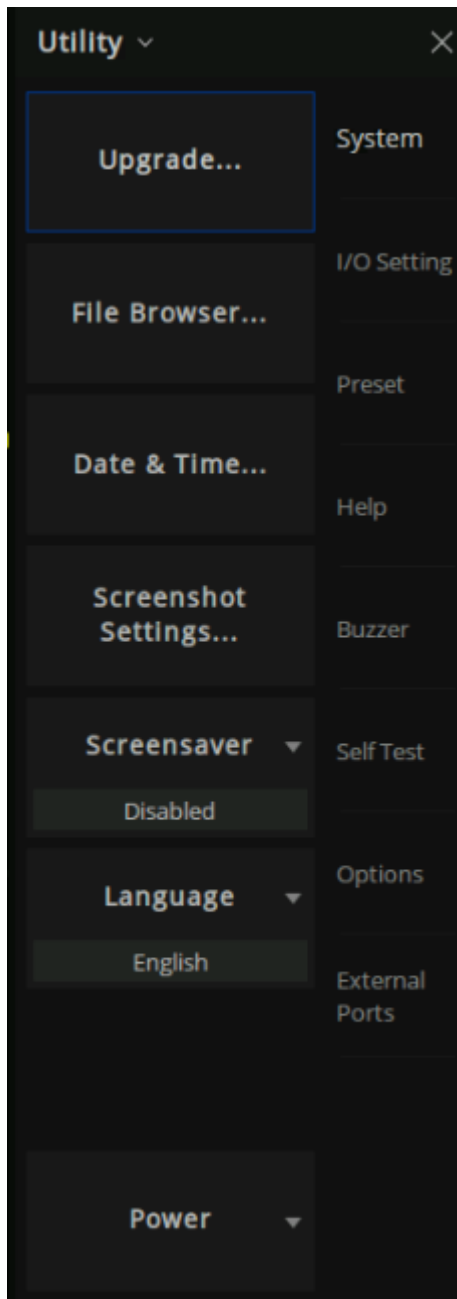 Utility
Upgrade...
File Browser...
Date & Time...
Screenshot
Settings...
Screensaver
Disabled
Language
English
Power
System
I/O Setting
Preset
Help
Buzzer
Self Test
Options
External
Ports